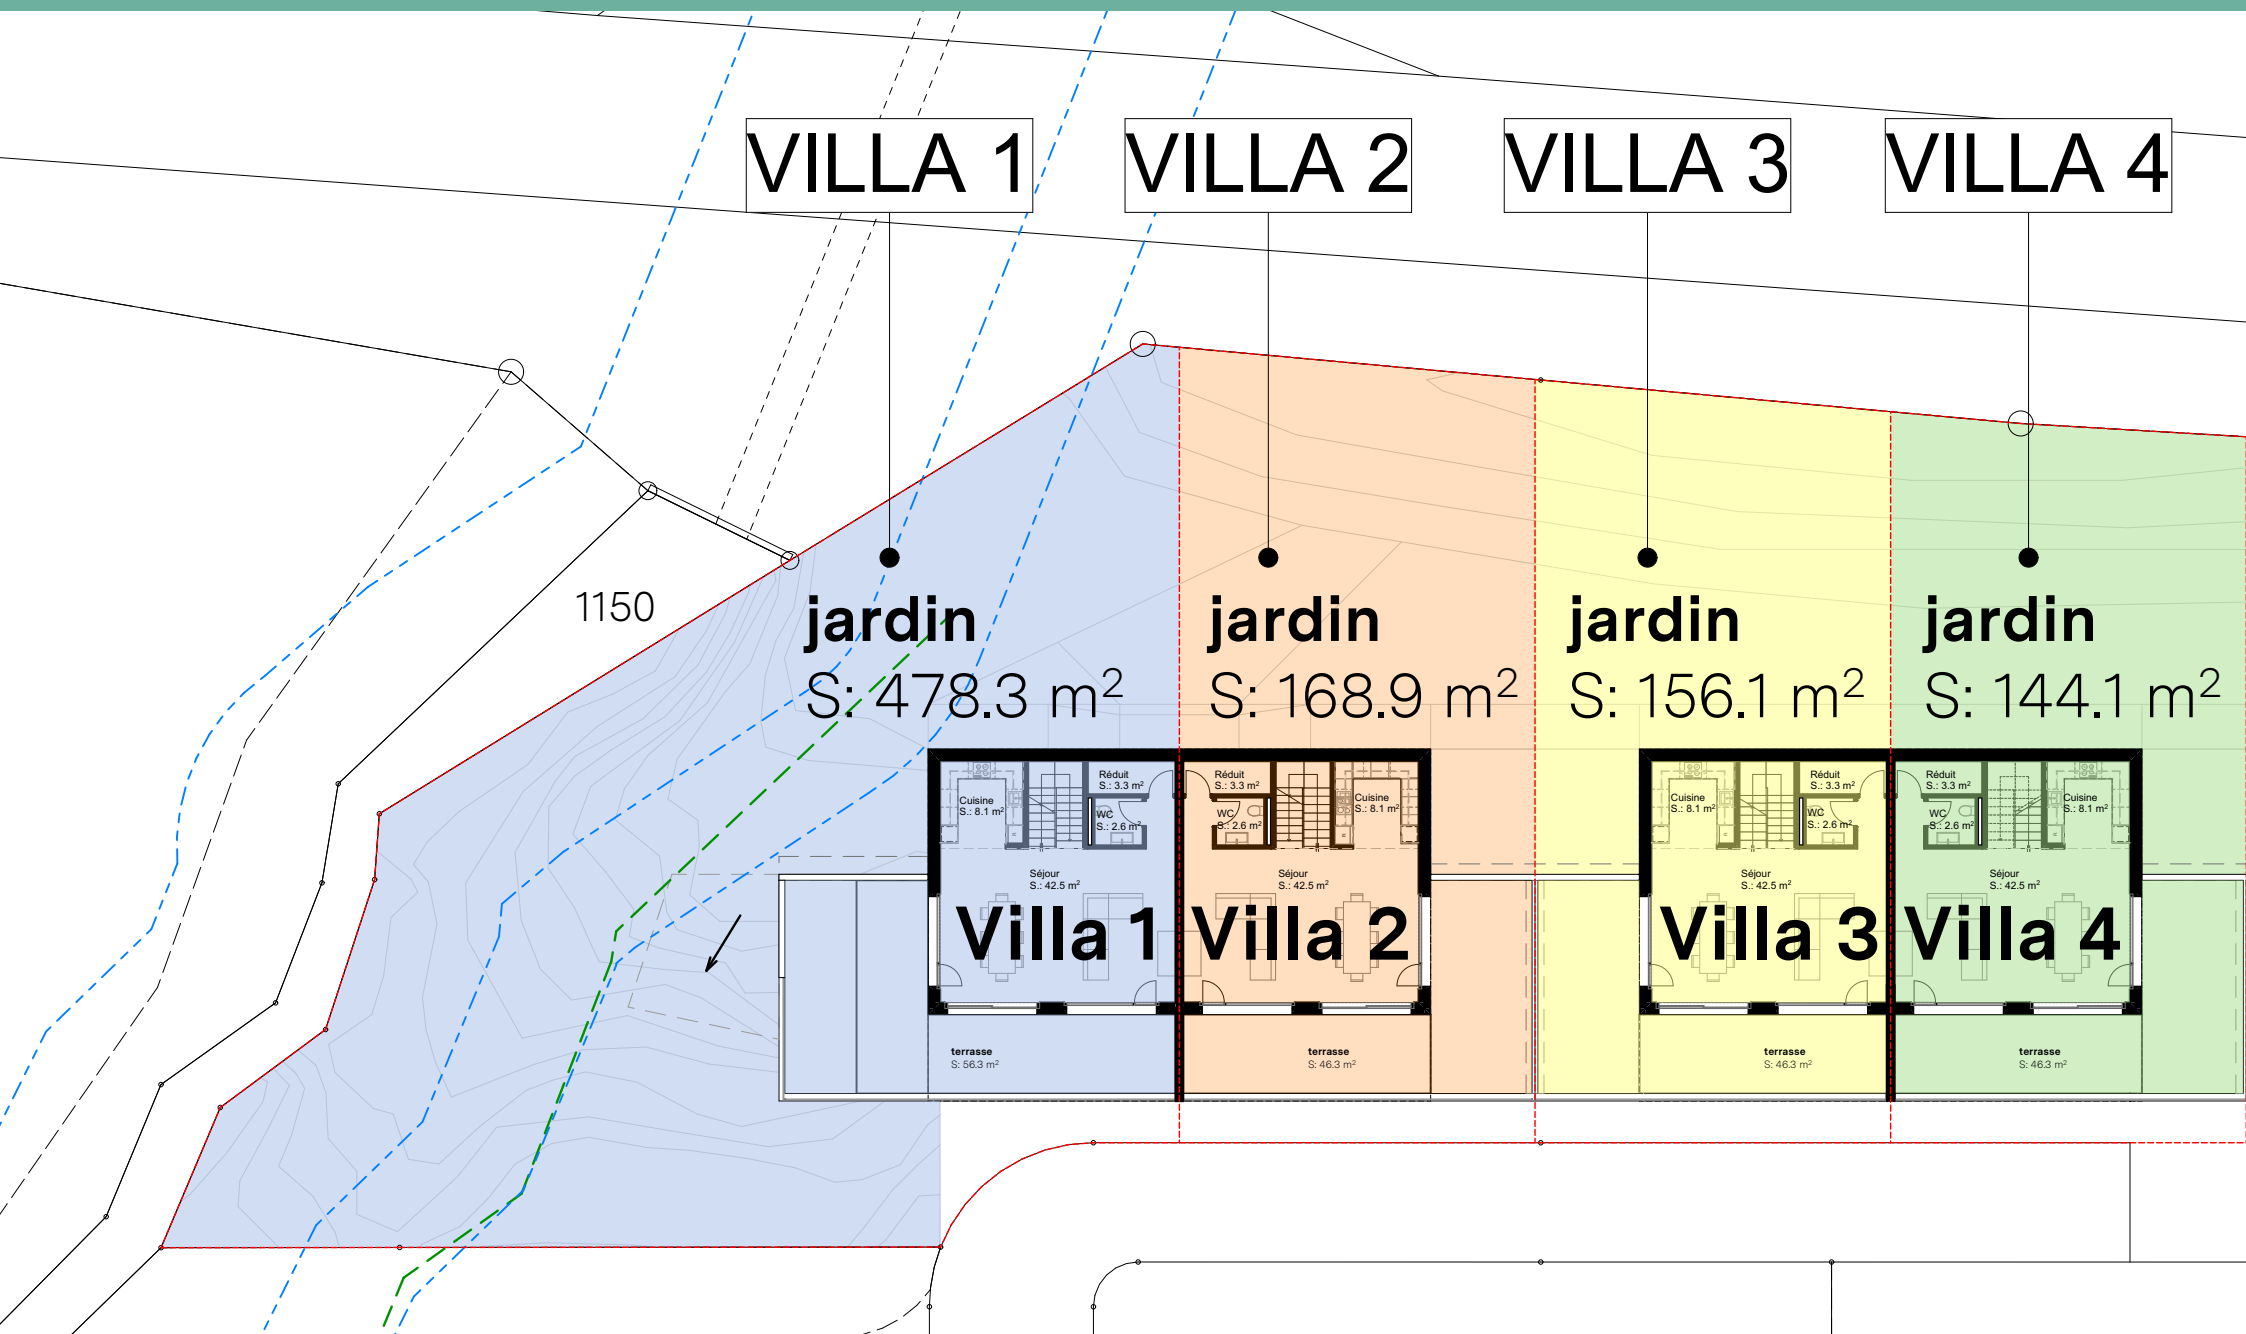 VILLA 1
VILLA 2
VILLA 3
VILLA 4
1150
jardin
S: 478.3 m²
jardin
S: 168.9 m²
jardin
S: 156.1 m²
jardin
S: 144.1 m²
Cuisine
S.: 8.1 m²
Réduit
S.: 3.3 m²
WC
S.: 2.6 m²
Séjour
S.: 42.5 m²
Villa 1
terrasse
S: 56.3 m²
Réduit
S.: 3.3 m²
WC
S.: 2.6 m²
Cuisine
S.: 8.1 m²
Séjour
S.: 42.5 m²
Villa 2
terrasse
S: 46.3 m²
Cuisine
S.: 8.1 m²
Réduit
S.: 3.3 m²
WC
S.: 2.6 m²
Séjour
S.: 42.5 m²
Villa 3
terrasse
S: 46.3 m²
Réduit
S.: 3.3 m²
WC
S.: 2.6 m²
Cuisine
S.: 8.1 m²
Séjour
S.: 42.5 m²
Villa 4
terrasse
S: 46.3 m²